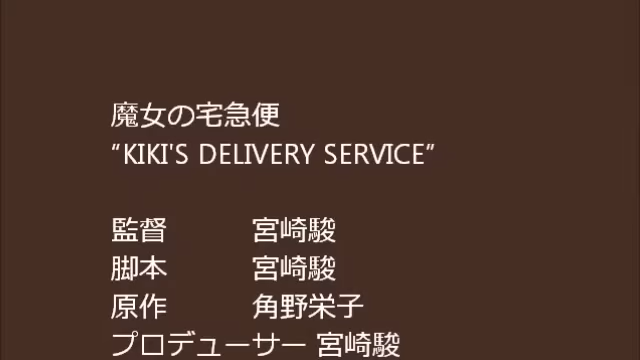 魔女の宅急便
“KIKI'S DELIVERY SERVICE”
監督 宮崎駿
脚本 宮崎駿
原作 角野栄子
プロデューサー 宮崎駿